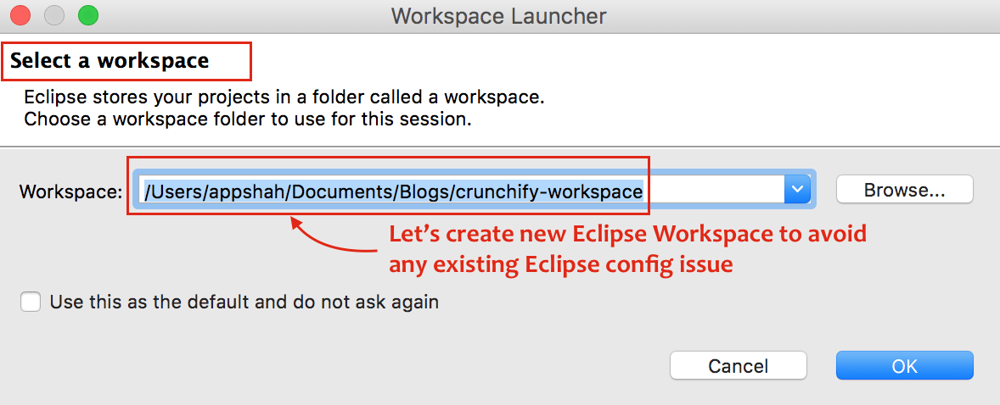 Workspace Launcher
Select a workspace
Eclipse stores your projects in a folder called a workspace.
Choose a workspace folder to use for this session.
Workspace: /Users/appshah/Documents/Blogs/crunchify-workspace Browse...
Let's create new Eclipse Workspace to avoid
any existing Eclipse config issue
Use this as the default and do not ask again
Cancel OK